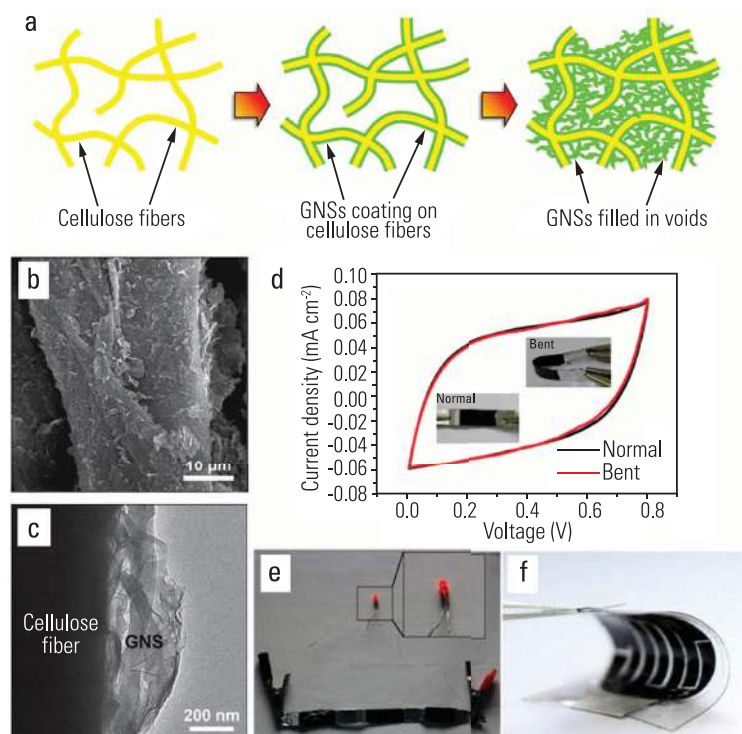 a
Cellulose fibers
GNSs coating on
cellulose fibers
GNSs filled in voids
b
10 µm
c
Cellulose
fiber
GNS
200 nm
d
Current density (mA cm-2)
0.10
0.08
0.06
0.04
0.02
0.00
-0.02
-0.04
-0.06
-0.08
Bent
Normal
Normal
Bent
0.0 0.2 0.4 0.6 0.8
Voltage (V)
e
f